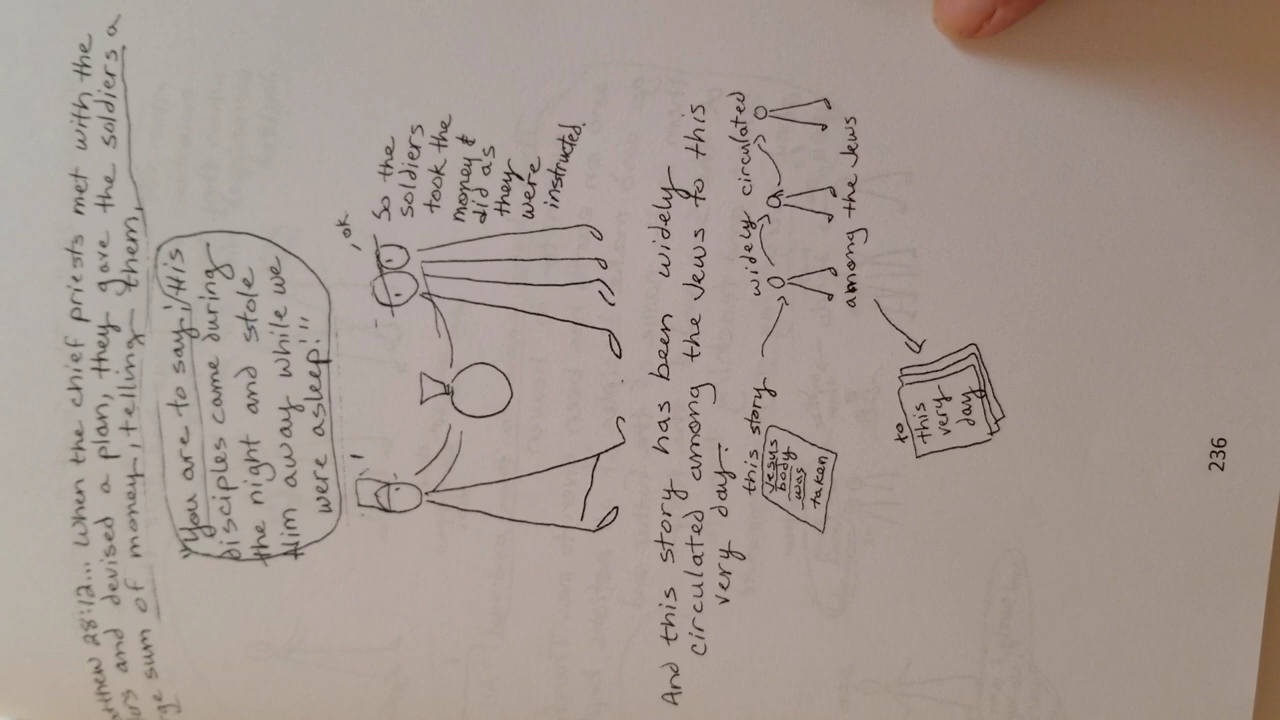 Matthew 28:12... When the chief priests met with the
and devised a plan, they gave the soldiers a
sum of money, telling them,
"You are to say, 'His
Disciples came during
the night and stole
Him away while we
were asleep!'"
, ok
So the
soldiers
took the
money &
did as
they
were
instructed.
And this story has been widely
circulated among the Jews to this
very day.
this story
Jesus
body
was
taken
widely circulated
among the Jews
to
this
very
day
236